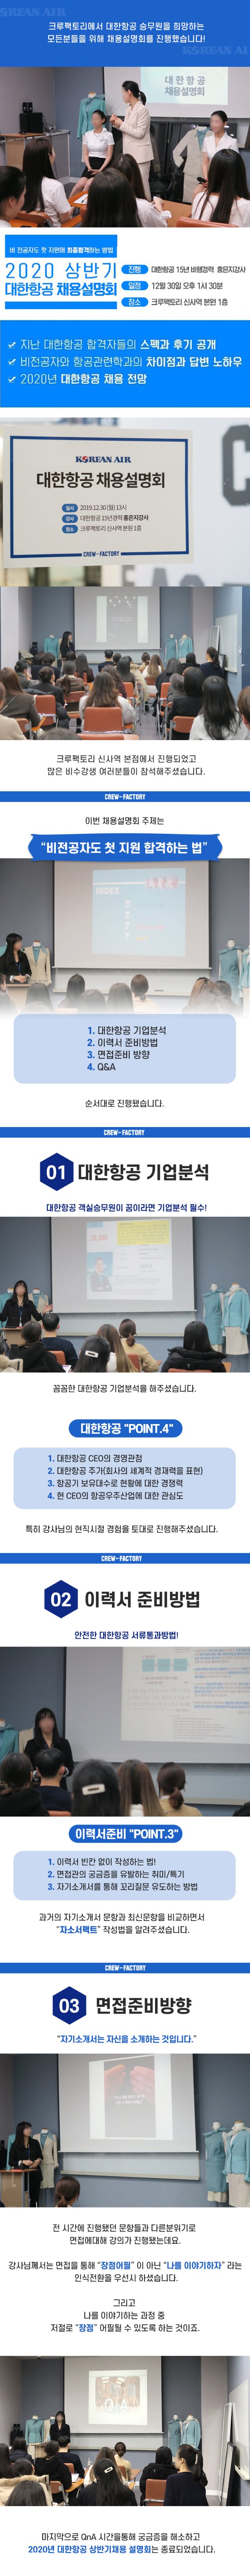 KOREAN AIR
크루팩토리에서 대한항공 승무원을 희망하는
모든분들을 위해 채용설명회를 진행했습니다!
KOREAN AI
대한항공
채용설명회
비 전공자도 첫 지원에 최종합격하는 방법
2020 상반기
대한항공 채용설명회
진행 대한항공 15년 비행경력 홍은지강사
일정 12월 30일 오후 1시 30분
장소 크루팩토리 신사역 본원 1층
지난 대한항공 합격자들의 스펙과 후기 공개
비전공자와 항공관련학과의 차이점과 답변 노하우
2020년 대한항공 채용 전망
KOREAN AIR
대한항공 채용설명회
일시 2019.12.30 (월) 13시
강사 대한항공 15년경력 홍은지강사
장소 크루팩토리 신사역 본원 1층
CREW-FACTORY
크루팩토리 신사역 본점에서 진행되었고
많은 비수강생 여러분들이 참석해주셨습니다.
CREW-FACTORY
이번 채용설명회 주제는
“비전공자도 첫 지원 합격하는 법”
INDEX
1. 대한항공 기업분석
2. 이력서 준비방법
3. 면접준비 방향
4. Q&A
순서대로 진행됐습니다.
CREW-FACTORY
01 대한항공 기업분석
대한항공 객실승무원이 꿈이라면 기업분석 필수!
꼼꼼한 대한항공 기업분석을 해주셨습니다.
대한항공 "POINT.4"
1. 대한항공 CEO의 경영관점
2. 대한항공 주가(회사의 세계적 경재력을 표현)
3. 항공기 보유대수로 현황에 대한 경쟁력
4. 현 CEO의 항공우주산업에 대한 관심도
특히 강사님의 현직시절 경험을 토대로 진행해주셨습니다.
CREW-FACTORY
02 이력서 준비방법
안전한 대한항공 서류통과방법!
이력서준비 "POINT.3"
1. 이력서 빈칸 없이 작성하는 법!
2. 면접관의 궁금증을 유발하는 취미/특기
3. 자기소개서를 통해 꼬리질문 유도하는 방법
과거의 자기소개서 문항과 최신문항을 비교하면서
“자소서팩트” 작성법을 알려주셨습니다.
CREW-FACTORY
03 면접준비방향
“자기소개서는 자신을 소개하는 것입니다.”
전 시간에 진행됐던 문항들과 다른분위기로
면접에대해 강의가 진행됐는데요.
강사님께서는 면접을 통해 “장점어필” 이 아닌 “나를 이야기하자” 라는
인식전환을 우선시 하셨습니다.
그리고
나를 이야기하는 과정 중
저절로 “장점” 어필될 수 있도록 하는 것이죠.
Q&A
마지막으로 QnA 시간을통해 궁금증을 해소하고
2020년 대한항공 상반기채용 설명회는 종료되었습니다.